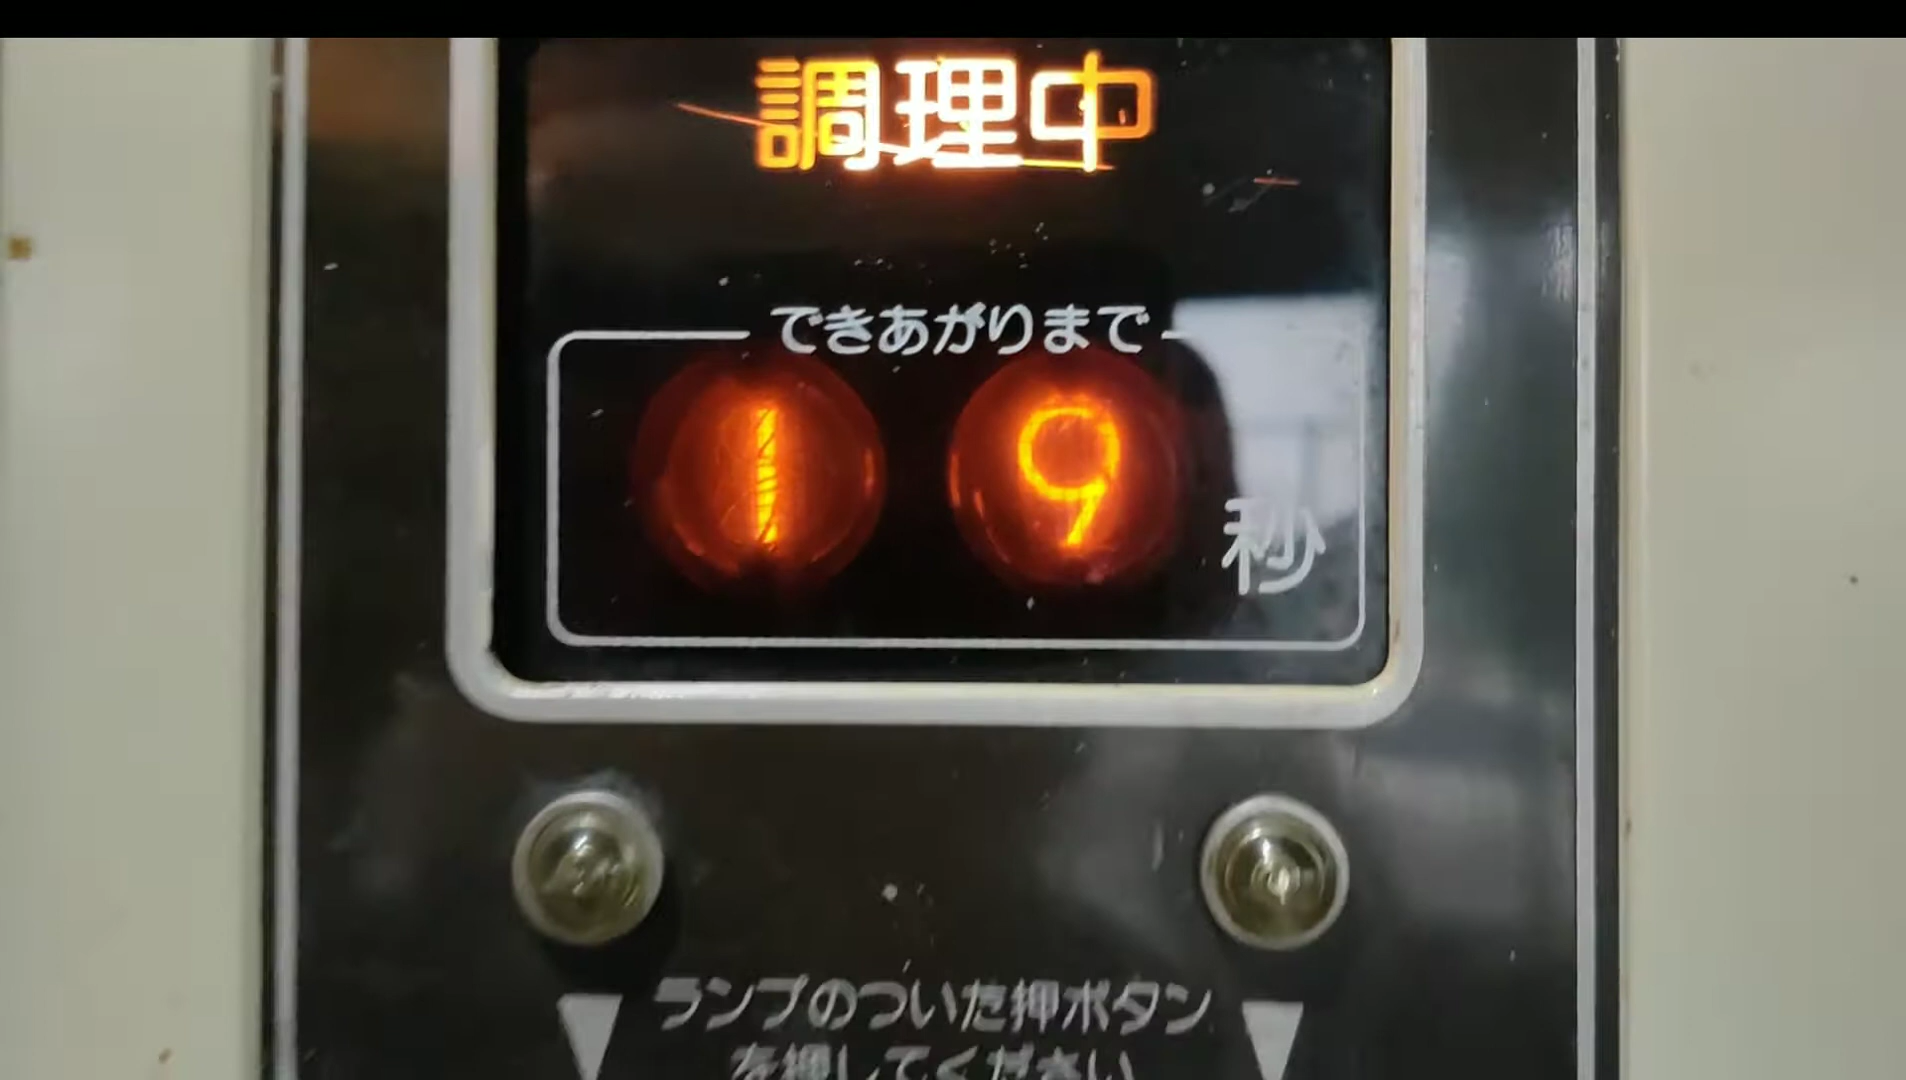 調理中
できあがりまで
19秒
ランプのついた押ボタン
を押してください